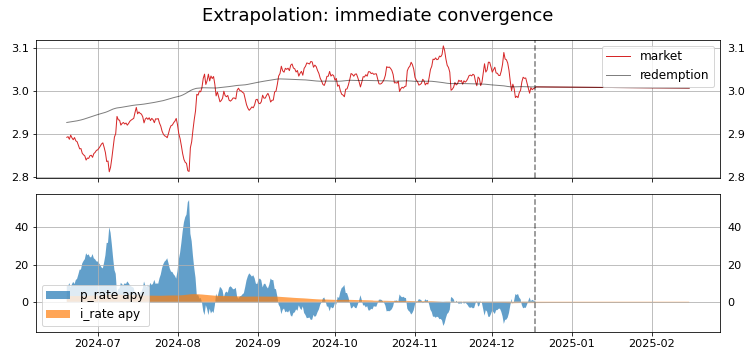 Extrapolation: immediate convergence
3.1
3.0
2.9
2.8
3.1
3.0
2.9
2.8
market
redemption
40
20
0
40
20
0
p_rate apy
i_rate apy
2024-07 2024-08 2024-09 2024-10 2024-11 2024-12 2025-01 2025-02